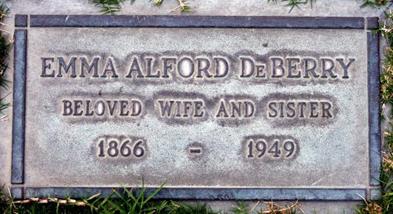 EMMA ALFORD DEBERRY
BELOVED WIFE AND SISTER
1866 - 1949